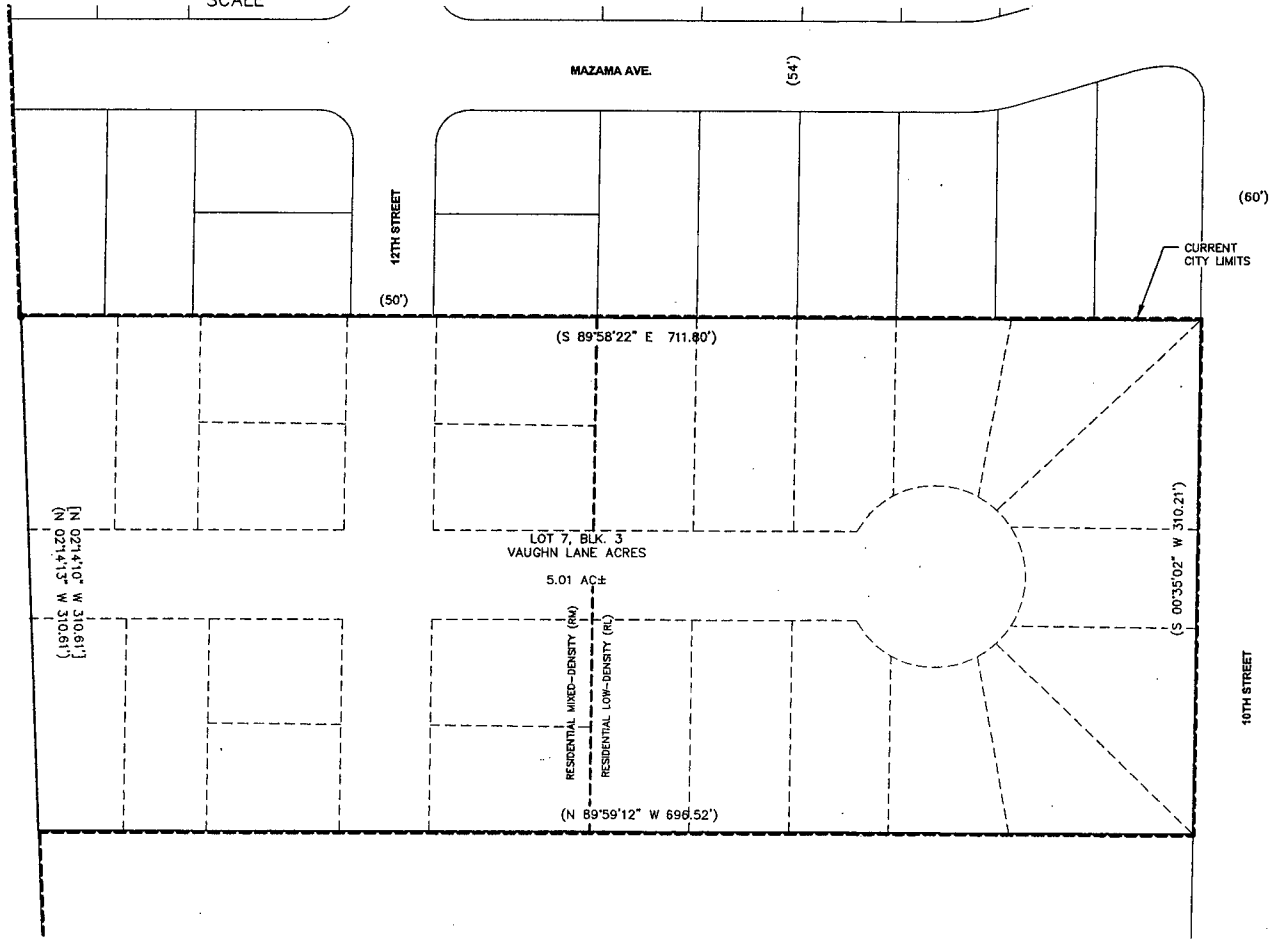 SCALE
MAZAMA AVE.
(54')
12TH STREET
(60')
CURRENT
CITY LIMITS
(50')
(S 89°58'22" E 711.80')
[N 02°14'10" W 310.61']
(N 02°14'13" W 310.61')
LOT 7, BLK. 3
VAUGHN LANE ACRES
5.01 AC±
(S 00°35'02" W 310.21')
RESIDENTIAL MIXED-DENSITY (RM)
RESIDENTIAL LOW-DENSITY (RL)
10TH STREET
(N 89°59'12" W 696.52')